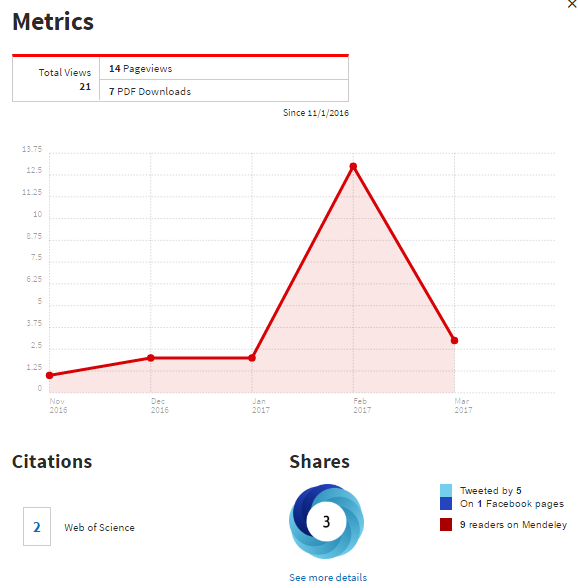 ×
Metrics
Total Views
21
14 Pageviews
7 PDF Downloads
Since 11/1/2016
13.75
12.5
11.25
10
8.75
7.5
6.25
5
3.75
2.5
1.25
0
Nov
2016
Dec
2016
Jan
2017
Feb
2017
Mar
2017
Citations
2
Web of Science
Shares
3
See more details
Tweeted by 5
On 1 Facebook pages
9 readers on Mendeley